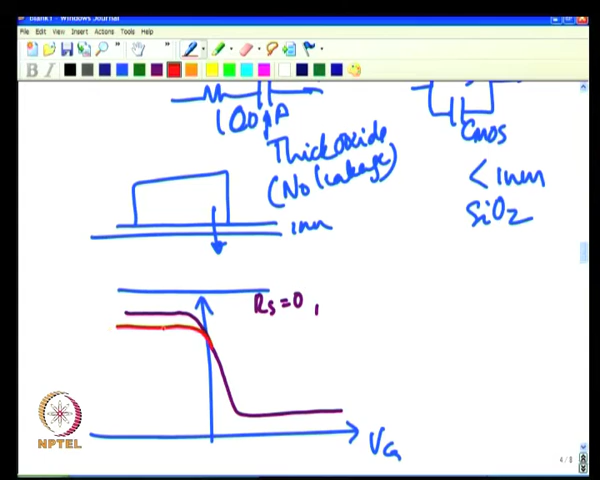 Blank1 - Windows Journal
File Edit View Insert Actions Tools Help
B I
100 pA
CMOS
Thick oxide
(No leakage)
< 1nm
SiO2
1nm
Rs=0 ,
VG
NPTEL
4 / 8